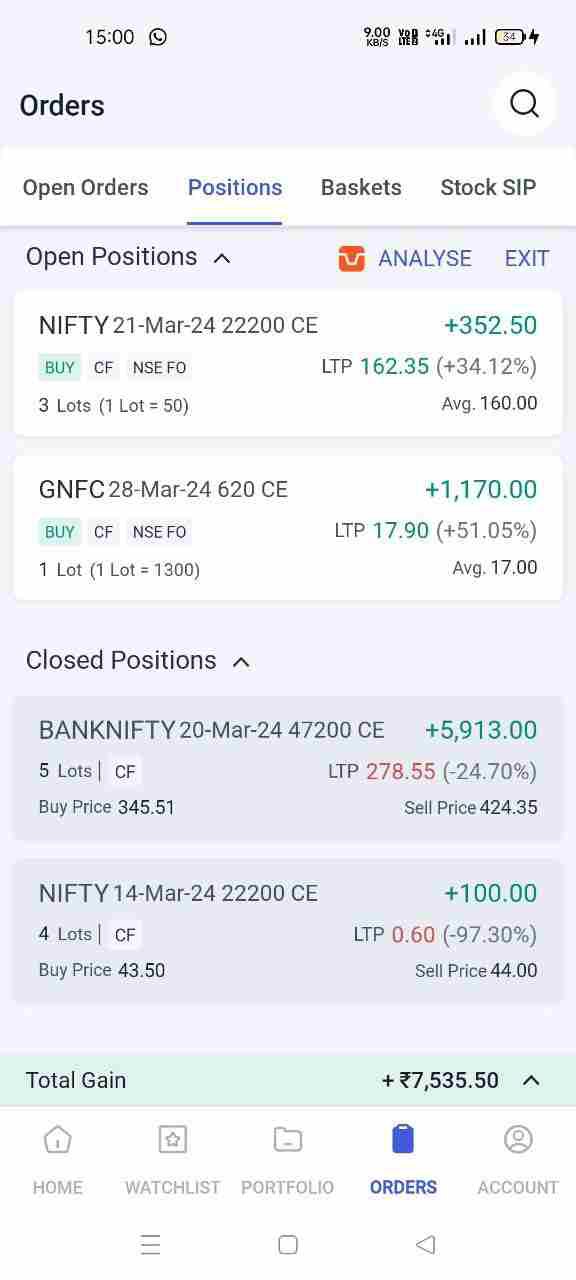 15:00 9.00 KB/S VoD LTE2 4G 34
Orders
Open Orders Positions Baskets Stock SIP
Open Positions ANALYSE EXIT
NIFTY 21-Mar-24 22200 CE +352.50
BUY CF NSE FO LTP 162.35 (+34.12%)
3 Lots (1 Lot = 50) Avg. 160.00
GNFC 28-Mar-24 620 CE +1,170.00
BUY CF NSE FO LTP 17.90 (+51.05%)
1 Lot (1 Lot = 1300) Avg. 17.00
Closed Positions
BANKNIFTY 20-Mar-24 47200 CE +5,913.00
5 Lots | CF LTP 278.55 (-24.70%)
Buy Price 345.51 Sell Price 424.35
NIFTY 14-Mar-24 22200 CE +100.00
4 Lots | CF LTP 0.60 (-97.30%)
Buy Price 43.50 Sell Price 44.00
Total Gain + ₹7,535.50
HOME WATCHLIST PORTFOLIO ORDERS ACCOUNT